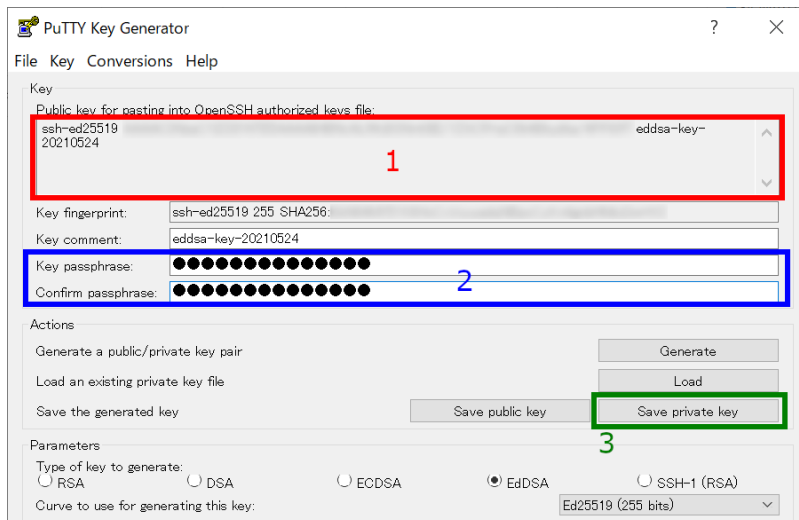 PuTTY Key Generator
File Key Conversions Help
Key
Public key for pasting into OpenSSH authorized_keys file:
ssh-ed25519 eddsa-key-
20210524
1
Key fingerprint: ssh-ed25519 255 SHA256:
Key comment: eddsa-key-20210524
Key passphrase:
2
Confirm passphrase:
Actions
Generate a public/private key pair Generate
Load an existing private key file Load
Save the generated key Save public key Save private key
3
Parameters
Type of key to generate:
RSA DSA ECDSA EdDSA SSH-1 (RSA)
Curve to use for generating this key: Ed25519 (255 bits)